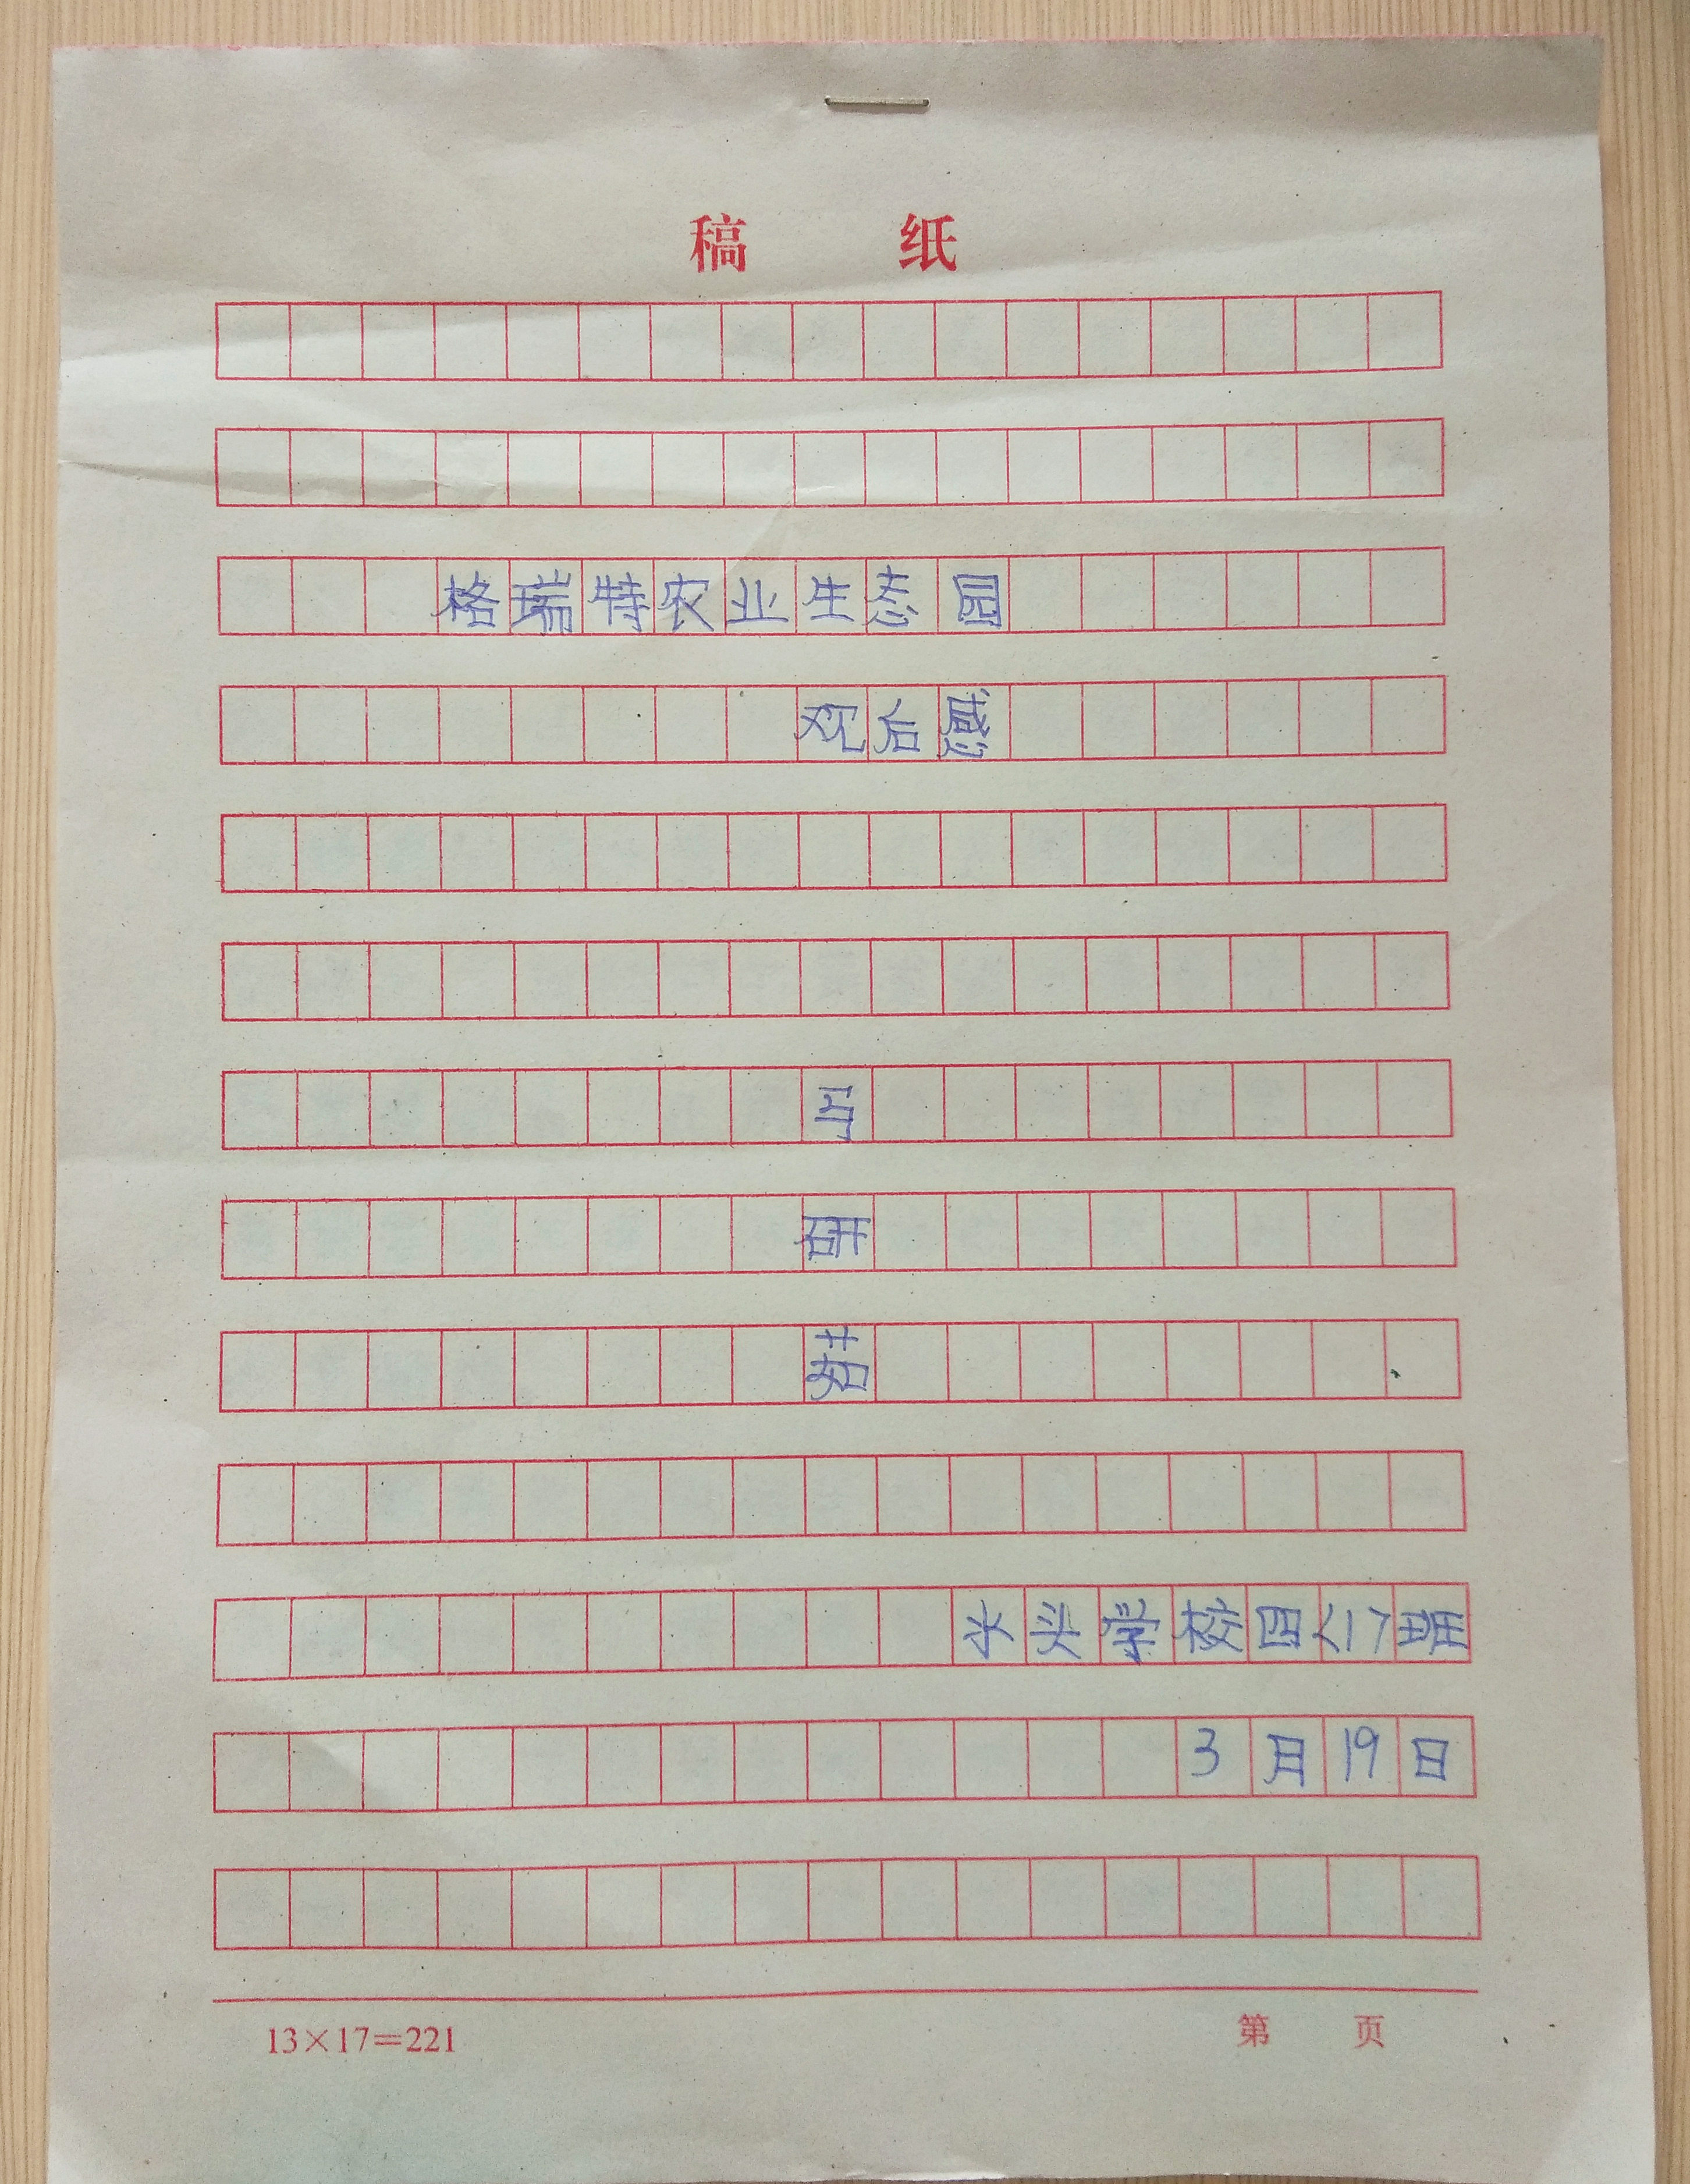 稿 纸
格瑞特农业生态园
观后感
马
研
茹
水头学校四〈1〉班
3月19日
13×17=221
第 页